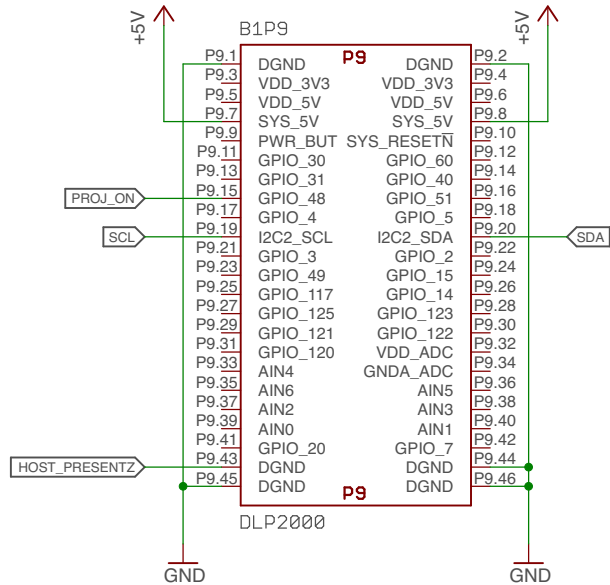 +5V
+5V
B1P9
P9
P9.1 DGND DGND P9.2
P9.3 VDD_3V3 VDD_3V3 P9.4
P9.5 VDD_5V VDD_5V P9.6
P9.7 SYS_5V SYS_5V P9.8
P9.9 PWR_BUT SYS_RESETN P9.10
P9.11 GPIO_30 GPIO_60 P9.12
P9.13 GPIO_31 GPIO_40 P9.14
PROJ_ON P9.15 GPIO_48 GPIO_51 P9.16
P9.17 GPIO_4 GPIO_5 P9.18
SCL P9.19 I2C2_SCL I2C2_SDA P9.20 SDA
P9.21 GPIO_3 GPIO_2 P9.22
P9.23 GPIO_49 GPIO_15 P9.24
P9.25 GPIO_117 GPIO_14 P9.26
P9.27 GPIO_125 GPIO_123 P9.28
P9.29 GPIO_121 GPIO_122 P9.30
P9.31 GPIO_120 VDD_ADC P9.32
P9.33 AIN4 GNDA_ADC P9.34
P9.35 AIN6 AIN5 P9.36
P9.37 AIN2 AIN3 P9.38
P9.39 AIN0 AIN1 P9.40
P9.41 GPIO_20 GPIO_7 P9.42
HOST_PRESENTZ P9.43 DGND DGND P9.44
P9.45 DGND DGND P9.46
P9
DLP2000
GND
GND